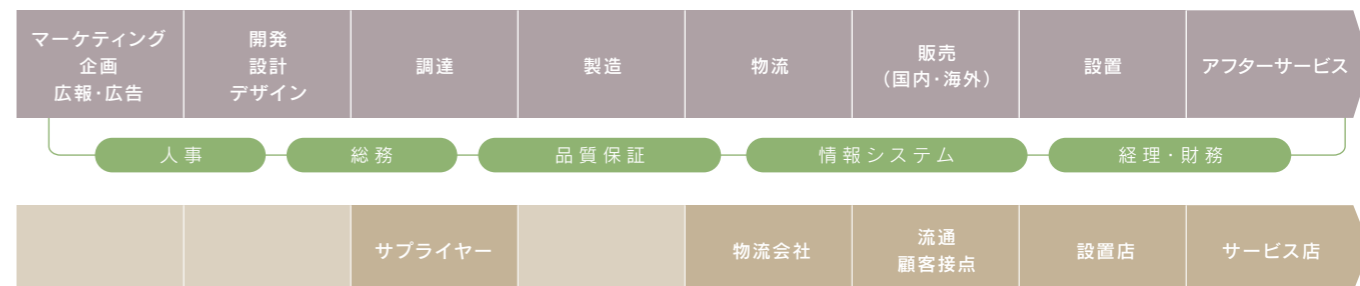 マーケティング
企画
広報・広告
開発
設計
デザイン
調達
製造
物流
販売
（国内・海外）
設置
アフターサービス
人事
総務
品質保証
情報システム
経理・財務
サプライヤー
物流会社
流通
顧客接点
設置店
サービス店